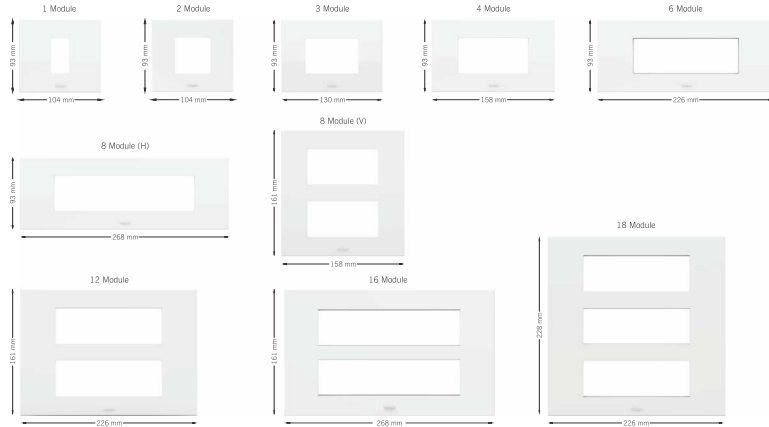 1 Module
2 Module
3 Module
4 Module
6 Module
93 mm
93 mm
93 mm
93 mm
93 mm
104 mm
104 mm
130 mm
158 mm
226 mm
8 Module (H)
8 Module (V)
93 mm
161 mm
268 mm
158 mm
12 Module
16 Module
18 Module
161 mm
161 mm
228 mm
226 mm
268 mm
226 mm